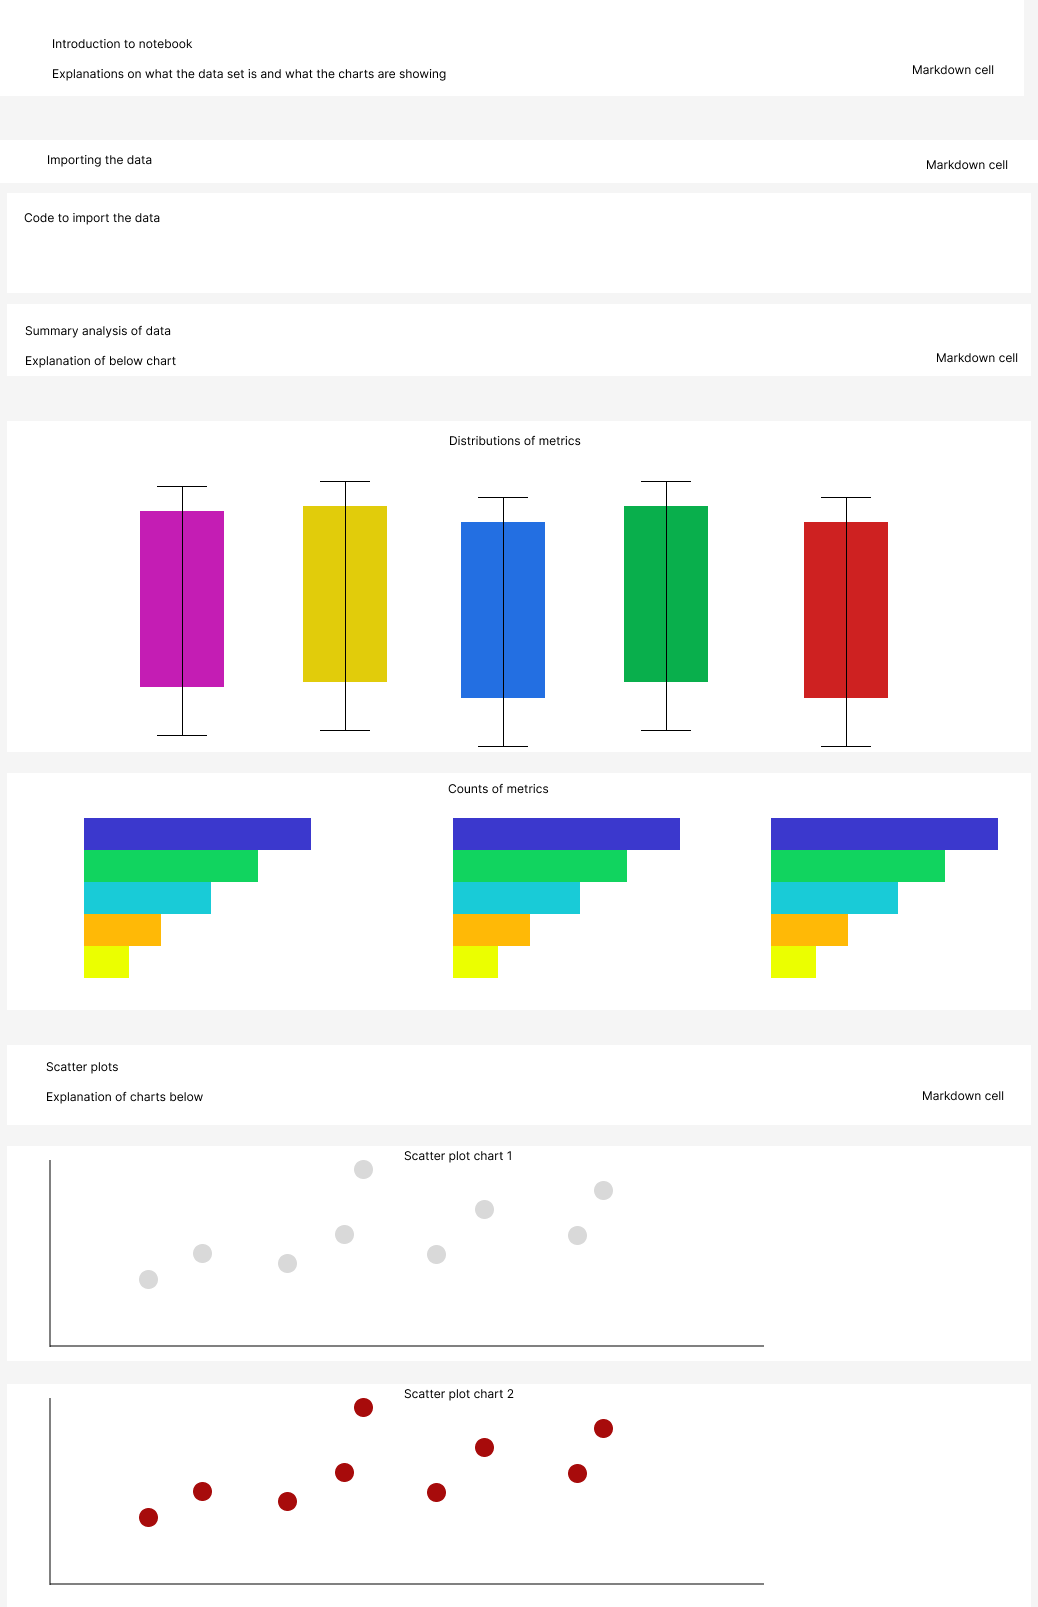 Introduction to notebook
Explanations on what the data set is and what the charts are showing
Markdown cell
Importing the data
Markdown cell
Code to import the data
Summary analysis of data
Explanation of below chart
Markdown cell
Distributions of metrics
Counts of metrics
Scatter plots
Explanation of charts below
Markdown cell
Scatter plot chart 1
Scatter plot chart 2